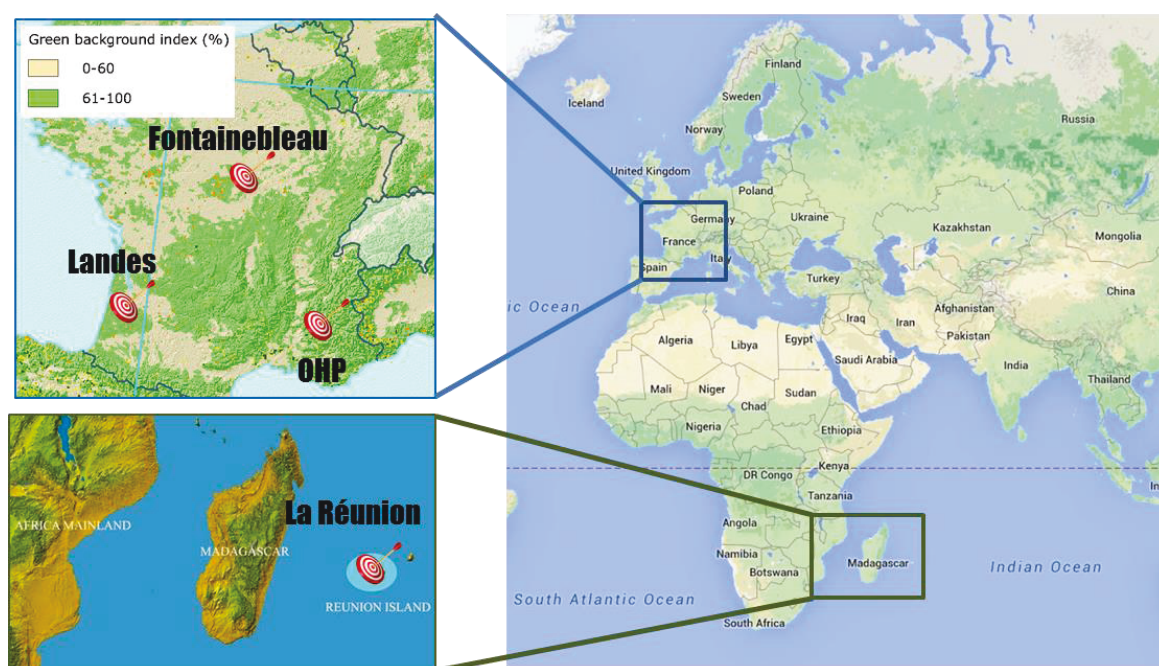 Green background index (%)
0-60
61-100
Fontainebleau
Landes
OHP
AFRICA MAINLAND
MADAGASCAR
La Réunion
REUNION ISLAND
Iceland
Finland
Sweden
Norway
Russia
United Kingdom
Poland
Germany
Ukraine
France
Kazakhstan
Mongolia
Italy
Spain
Turkey
China
ic Ocean
Afghanistan
Iraq
Iran
Pakistan
Algeria
Libya
Egypt
Saudi Arabia
India
Thailand
Mali
Niger
Sudan
Chad
Nigeria
Ethiopia
DR Congo
Kenya
In
Tanzania
Angola
Namibia
Botswana
Madagascar
Indian Ocean
South Atlantic Ocean
South Africa